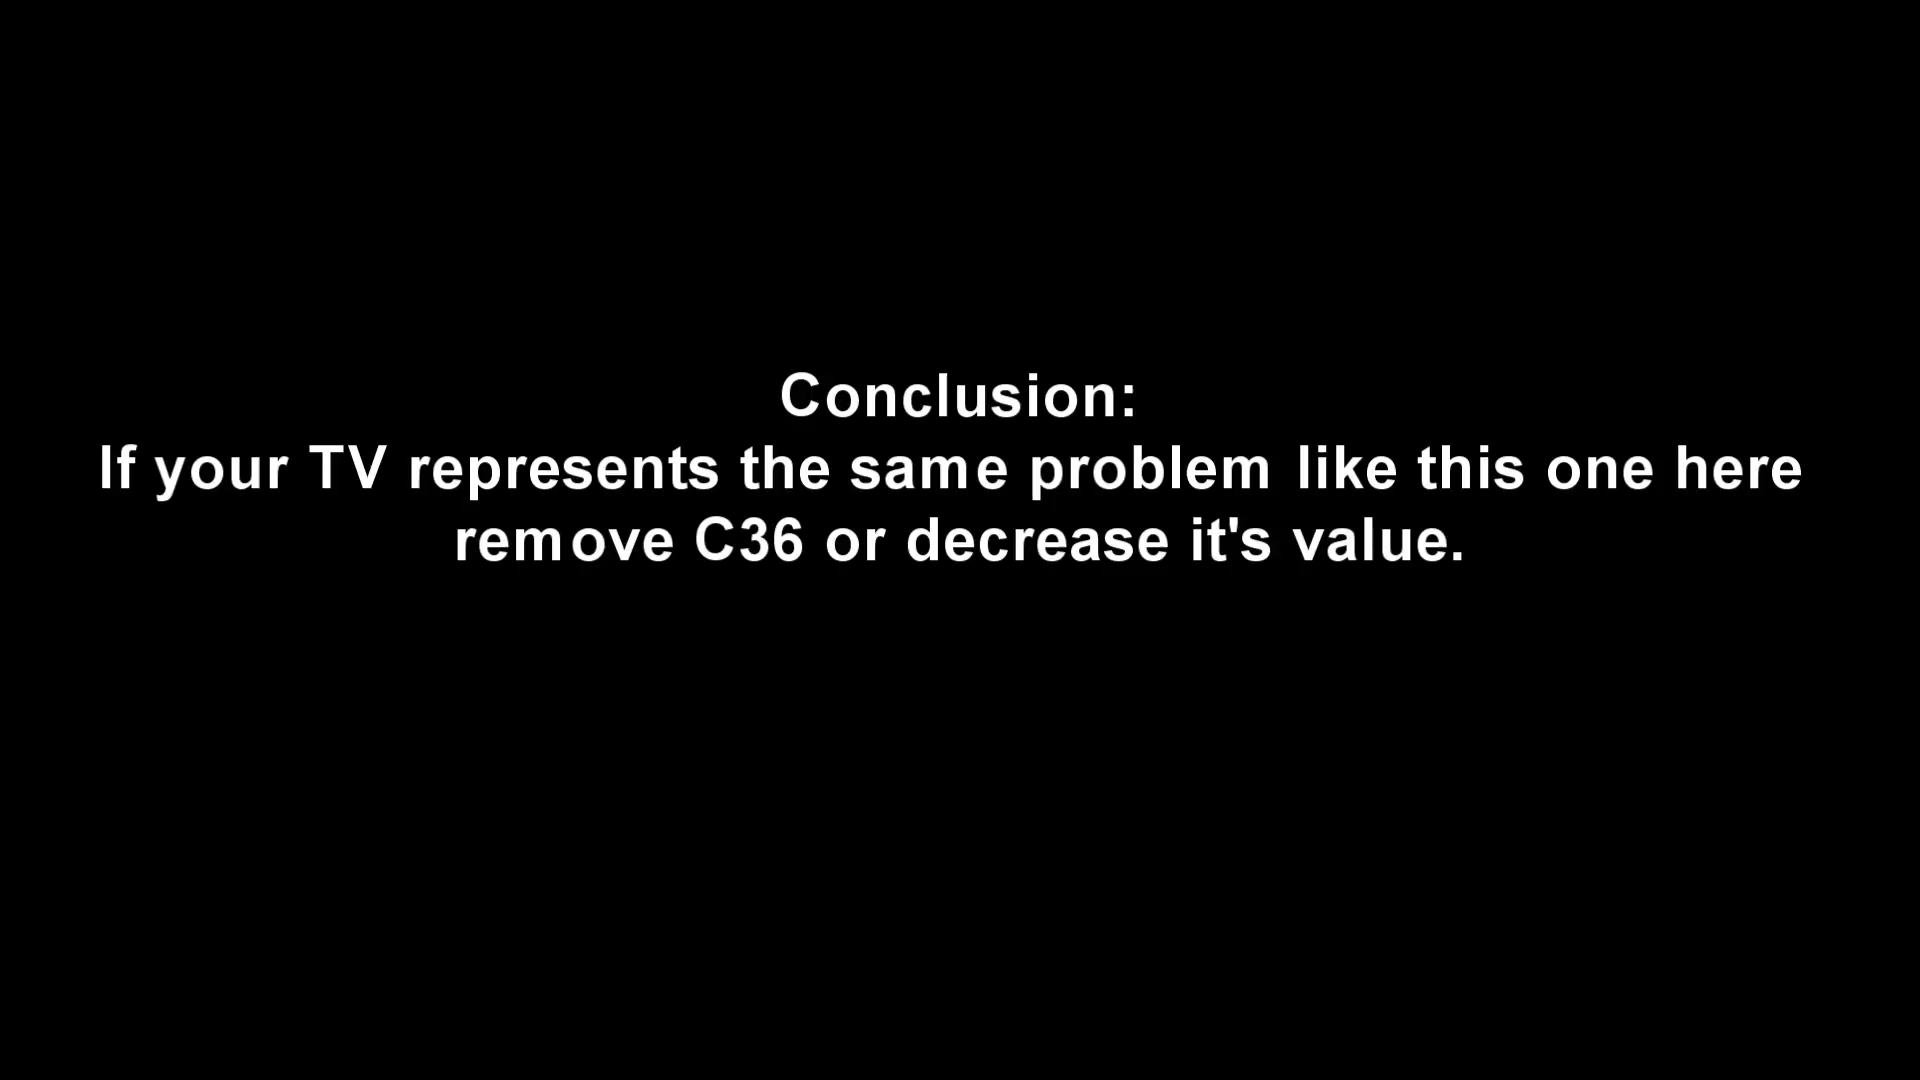 Conclusion:
If your TV represents the same problem like this one here
remove C36 or decrease it's value.